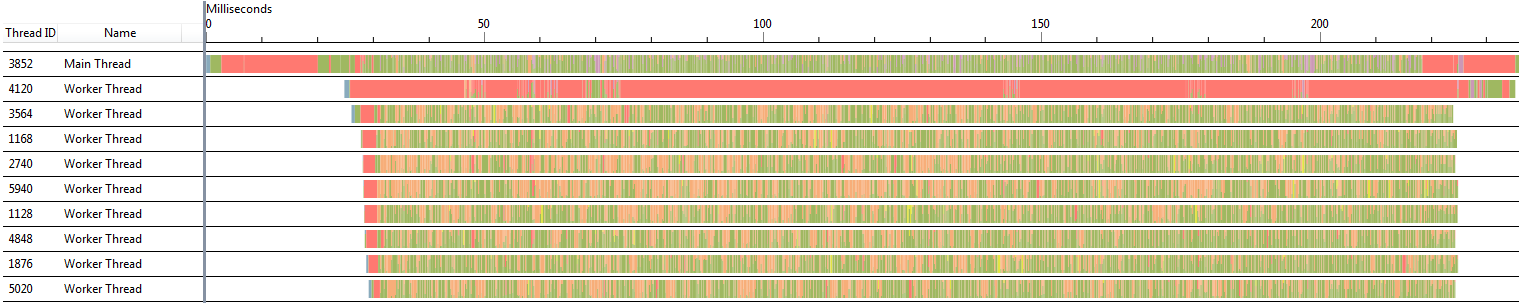 Milliseconds
0 50 100 150 200
Thread ID Name
3852 Main Thread
4120 Worker Thread
3564 Worker Thread
1168 Worker Thread
2740 Worker Thread
5940 Worker Thread
1128 Worker Thread
4848 Worker Thread
1876 Worker Thread
5020 Worker Thread